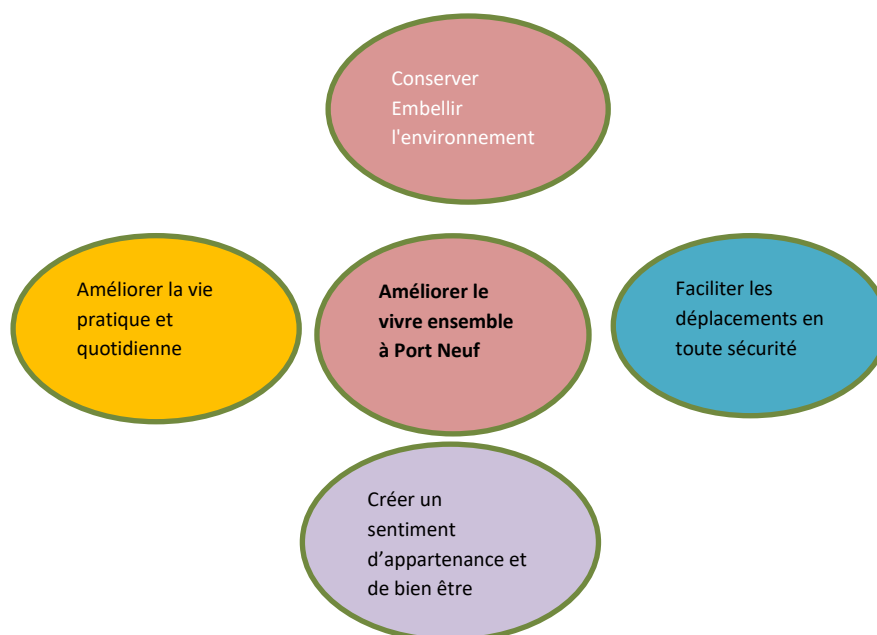 Conserver
Embellir
l'environnement
Améliorer la vie
pratique et
quotidienne
Améliorer le
vivre ensemble
à Port Neuf
Faciliter les
déplacements en
toute sécurité
Créer un
sentiment
d’appartenance et
de bien être